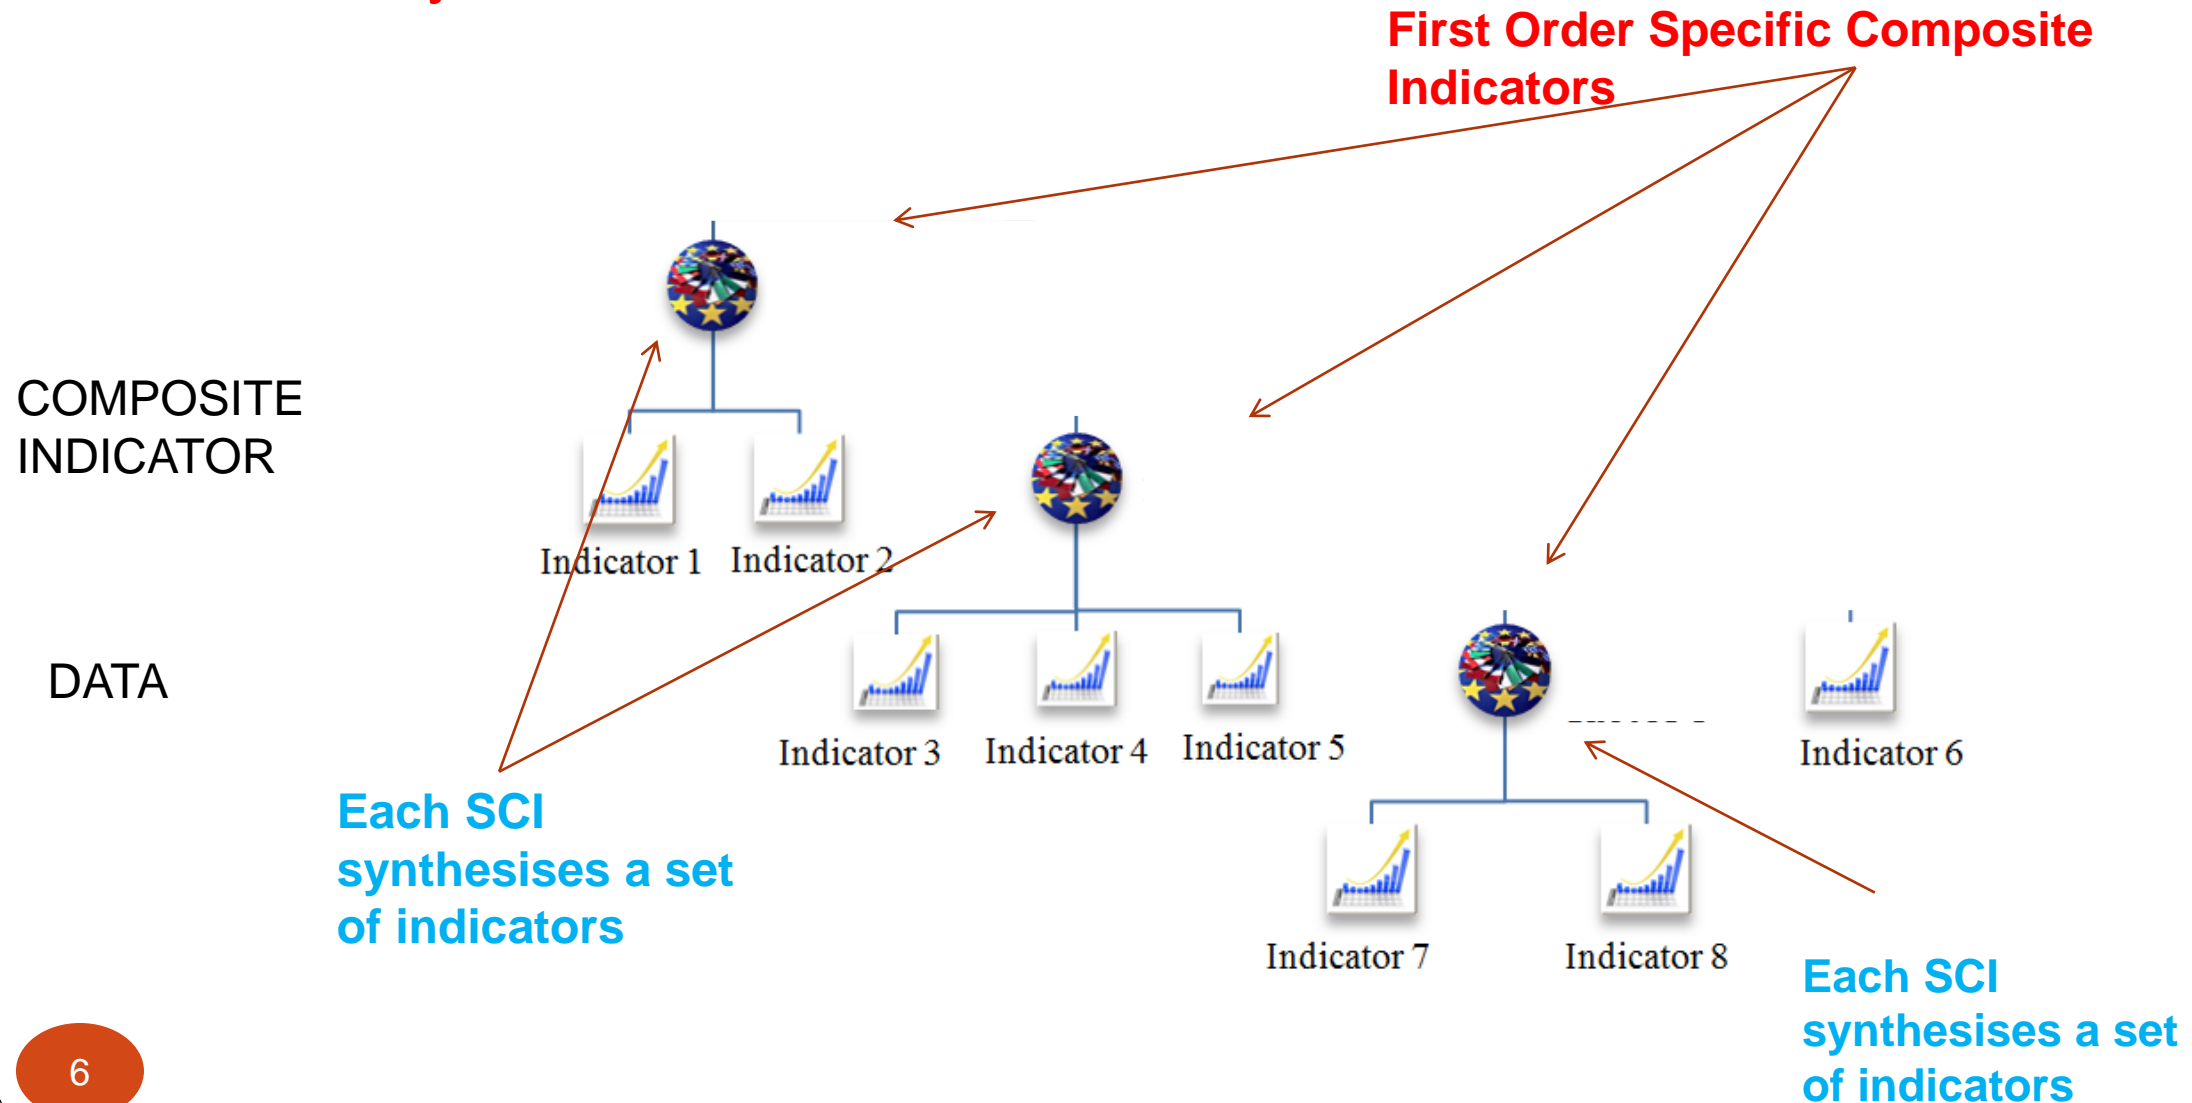 First Order Specific Composite
Indicators
COMPOSITE
INDICATOR
Indicator 1
Indicator 2
DATA
Indicator 3
Indicator 4
Indicator 5
Indicator 6
Each SCI
synthesises a set
of indicators
Indicator 7
Indicator 8
Each SCI
synthesises a set
of indicators
6